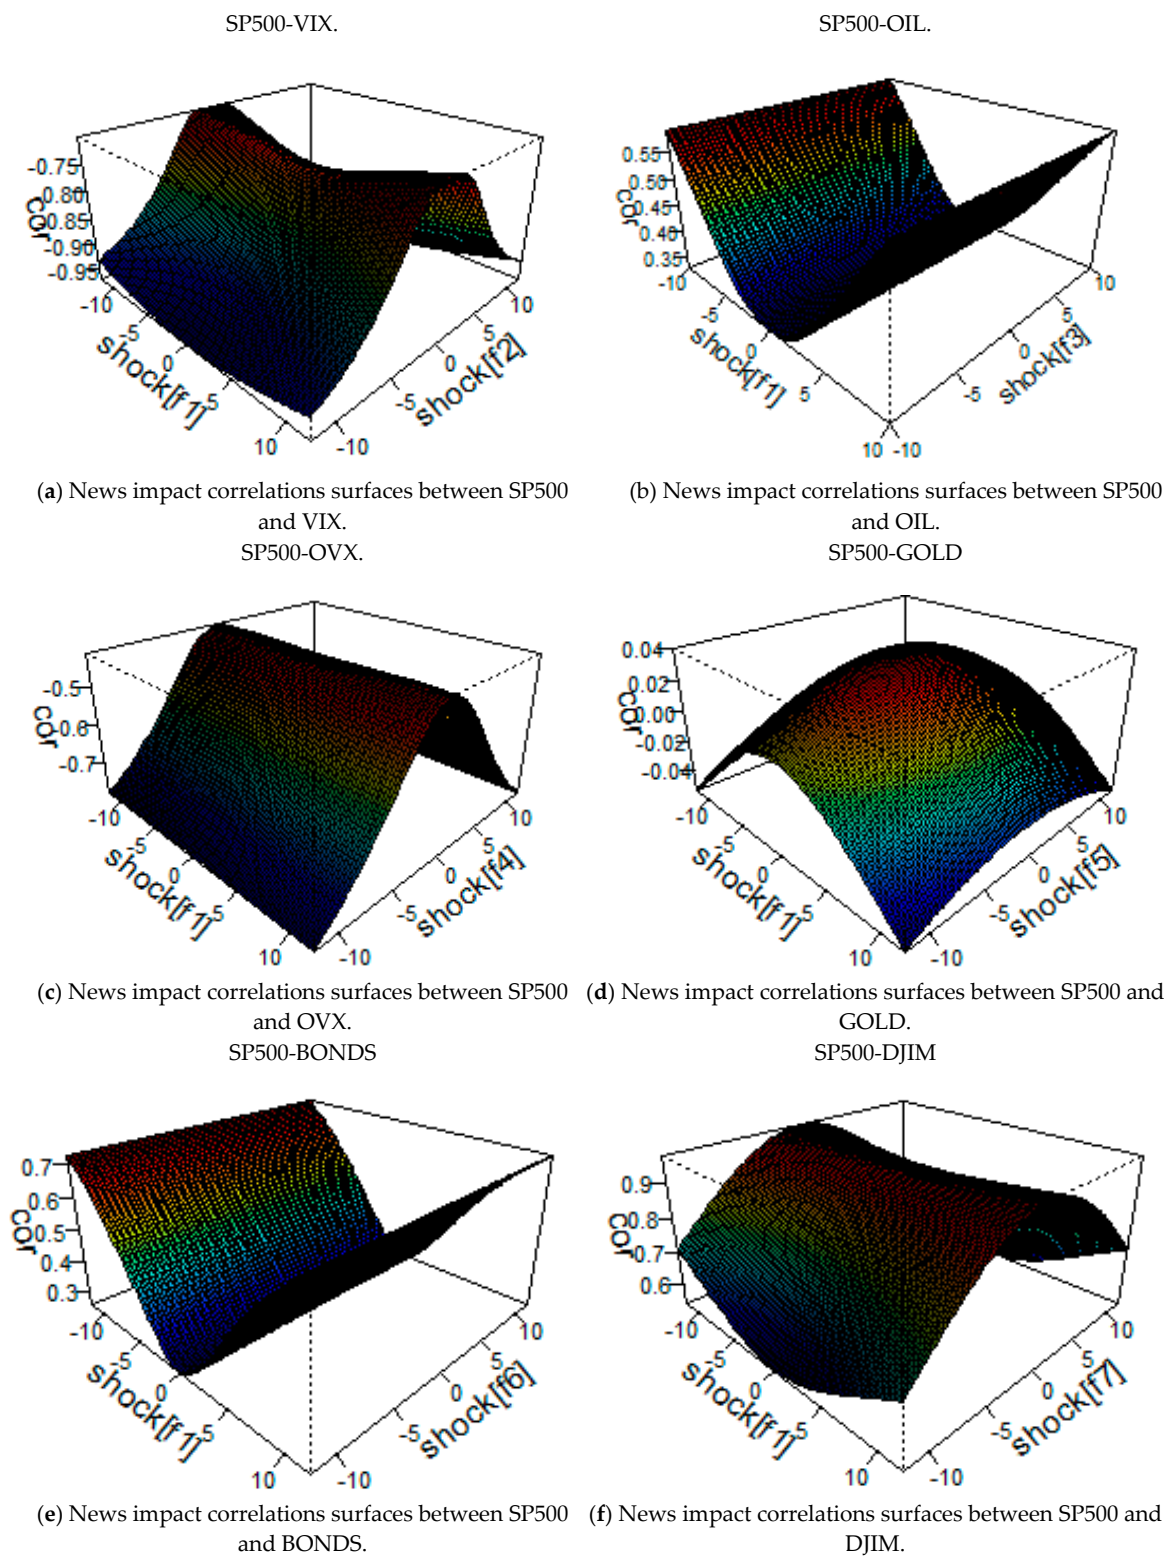 SP500-VIX.
SP500-OIL.
-0.75
-0.80
-0.85
-0.90
-0.95
cor
-10
-5
0
5
10
shock[f1]
-10
-5
0
5
10
shock[f2]
0.55
0.50
0.45
0.40
0.35
cor
-10
-5
0
5
10
shock[f1]
-10
-5
0
5
10
shock[f3]
(a) News impact correlations surfaces between SP500
and VIX.
(b) News impact correlations surfaces between SP500
and OIL.
SP500-OVX.
SP500-GOLD
-0.5
-0.6
-0.7
cor
-10
-5
0
5
10
shock[f1]
-10
-5
0
5
10
shock[f4]
0.04
0.02
0.00
-0.02
-0.04
cor
-10
-5
0
5
10
shock[f1]
-10
-5
0
5
10
shock[f5]
(c) News impact correlations surfaces between SP500
and OVX.
(d) News impact correlations surfaces between SP500 and
GOLD.
SP500-BONDS
SP500-DJIM
0.7
0.6
0.5
0.4
0.3
cor
-10
-5
0
5
10
shock[f1]
-10
-5
0
5
10
shock[f6]
0.9
0.8
0.7
0.6
cor
-10
-5
0
5
10
shock[f1]
-10
-5
0
5
10
shock[f7]
(e) News impact correlations surfaces between SP500
and BONDS.
(f) News impact correlations surfaces between SP500 and
DJIM.